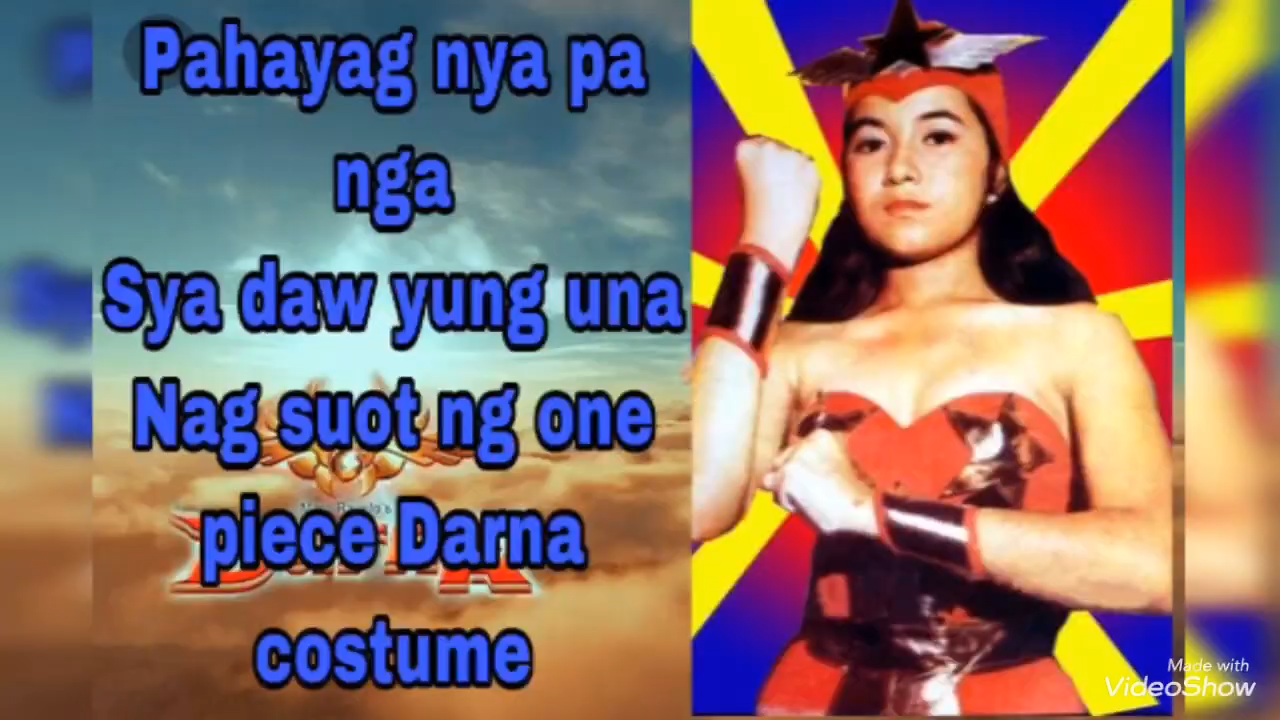 Pahayag nya pa
nga
Sya daw yung una
Nag suot ng one
piece Darna
costume
Made with
VideoShow